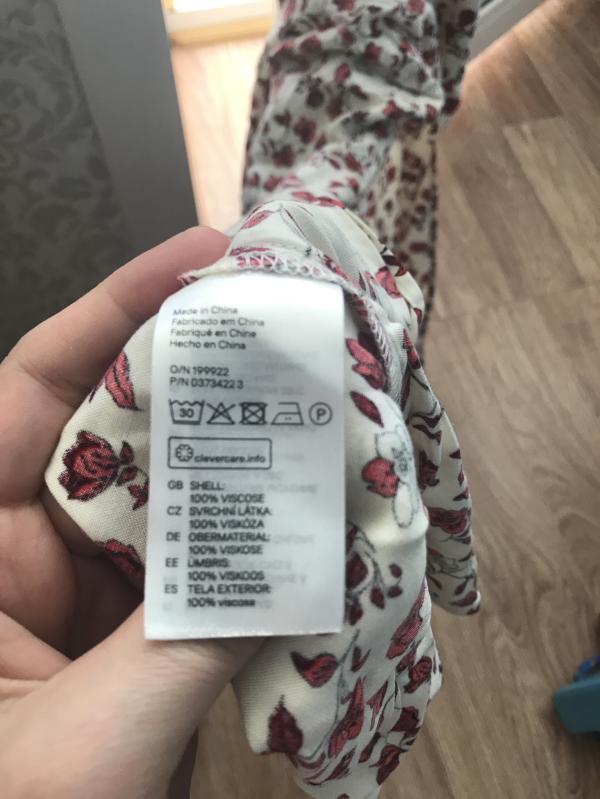 Made in China
Fabricado em China
Fabriqué en Chine
Hecho en China
O/N 199922
P/N 0373422 3
30 P
clevercare.info
GB SHELL:
100% VISCOSE
CZ SVRCHNÍ LÁTKA:
100% VISKÓZA
DE OBERMATERIAL:
100% VISKOSE
EE ÜMBRIS:
100% VISKOOS
ES TELA EXTERIOR:
100% viscosa